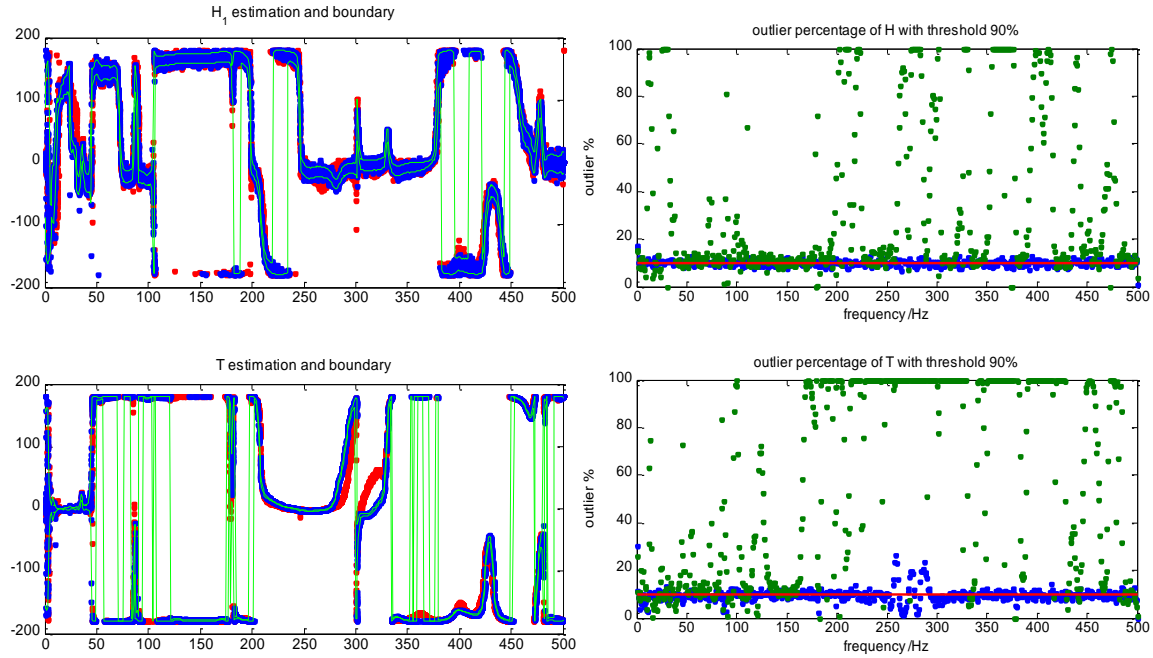 H1 estimation and boundary
200
100
0
-100
-200
0 50 100 150 200 250 300 350 400 450 500
outlier percentage of H with threshold 90%
outlier %
100
80
60
40
20
0
0 50 100 150 200 250 300 350 400 450 500
frequency /Hz
T estimation and boundary
200
100
0
-100
-200
0 50 100 150 200 250 300 350 400 450 500
outlier percentage of T with threshold 90%
outlier %
100
80
60
40
20
0
0 50 100 150 200 250 300 350 400 450 500
frequency /Hz